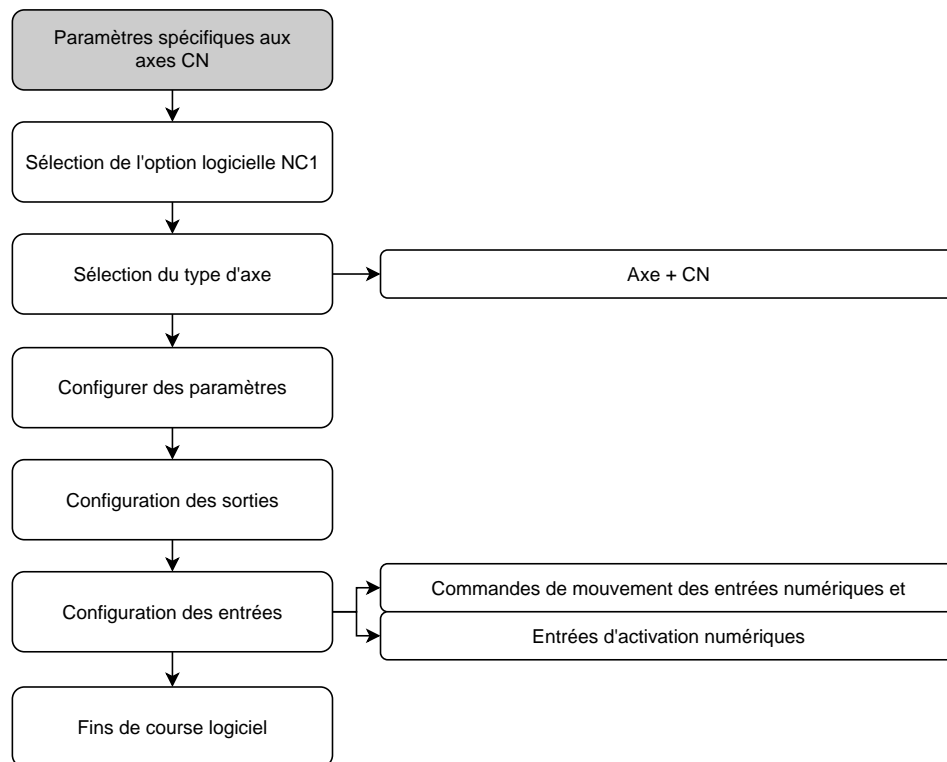 Paramètres spécifiques aux
axes CN
Sélection de l'option logicielle NC1
Sélection du type d'axe
Axe + CN
Configurer des paramètres
Configuration des sorties
Configuration des entrées
Commandes de mouvement des entrées numériques et
Entrées d'activation numériques
Fins de course logiciel